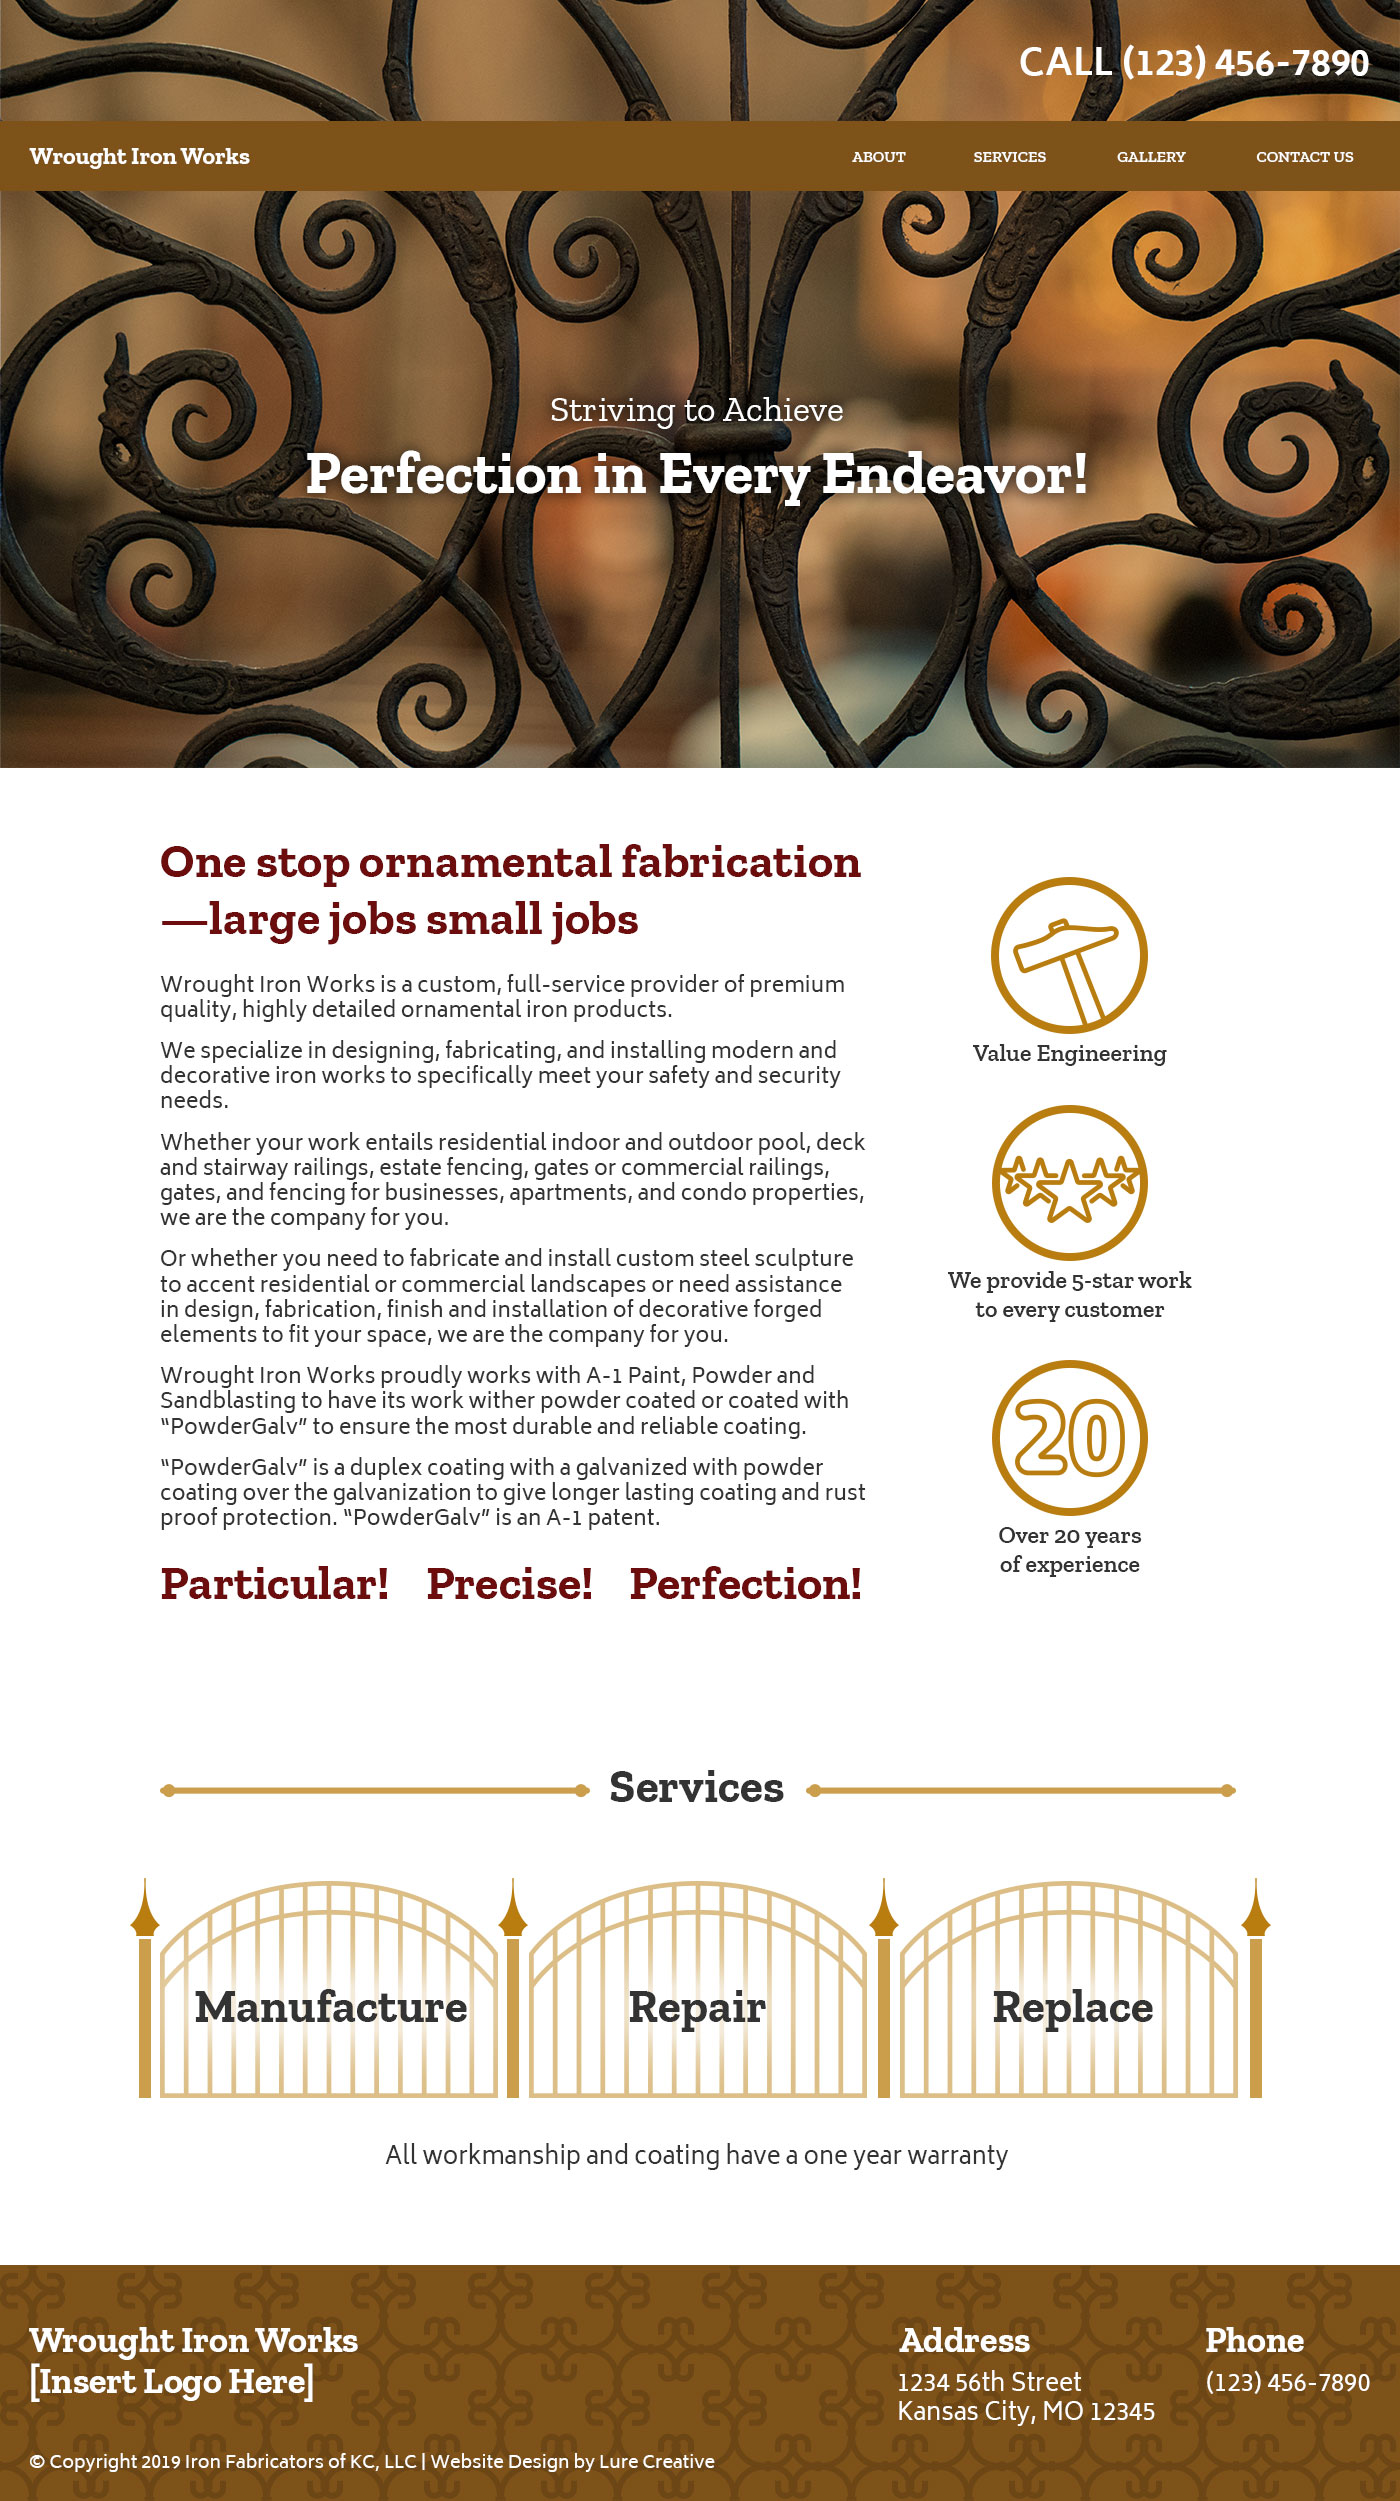 CALL (123) 456-7890
Wrought Iron Works
ABOUT
SERVICES
GALLERY
CONTACT US
Striving to Achieve
Perfection in Every Endeavor!
One stop ornamental fabrication
—large jobs small jobs
Wrought Iron Works is a custom, full-service provider of premium
quality, highly detailed ornamental iron products.
We specialize in designing, fabricating, and installing modern and
decorative iron works to specifically meet your safety and security
needs.
Whether your work entails residential indoor and outdoor pool, deck
and stairway railings, estate fencing, gates or commercial railings,
gates, and fencing for businesses, apartments, and condo properties,
we are the company for you.
Or whether you need to fabricate and install custom steel sculpture
to accent residential or commercial landscapes or need assistance
in design, fabrication, finish and installation of decorative forged
elements to fit your space, we are the company for you.
Wrought Iron Works proudly works with A-1 Paint, Powder and
Sandblasting to have its work wither powder coated or coated with
“PowderGalv” to ensure the most durable and reliable coating.
“PowderGalv” is a duplex coating with a galvanized with powder
coating over the galvanization to give longer lasting coating and rust
proof protection. “PowderGalv” is an A-1 patent.
Particular! Precise! Perfection!
Value Engineering
We provide 5-star work
to every customer
20
Over 20 years
of experience
Services
Manufacture
Repair
Replace
All workmanship and coating have a one year warranty
Wrought Iron Works
[Insert Logo Here]
Address
1234 56th Street
Kansas City, MO 12345
Phone
(123) 456-7890
© Copyright 2019 Iron Fabricators of KC, LLC | Website Design by Lure Creative